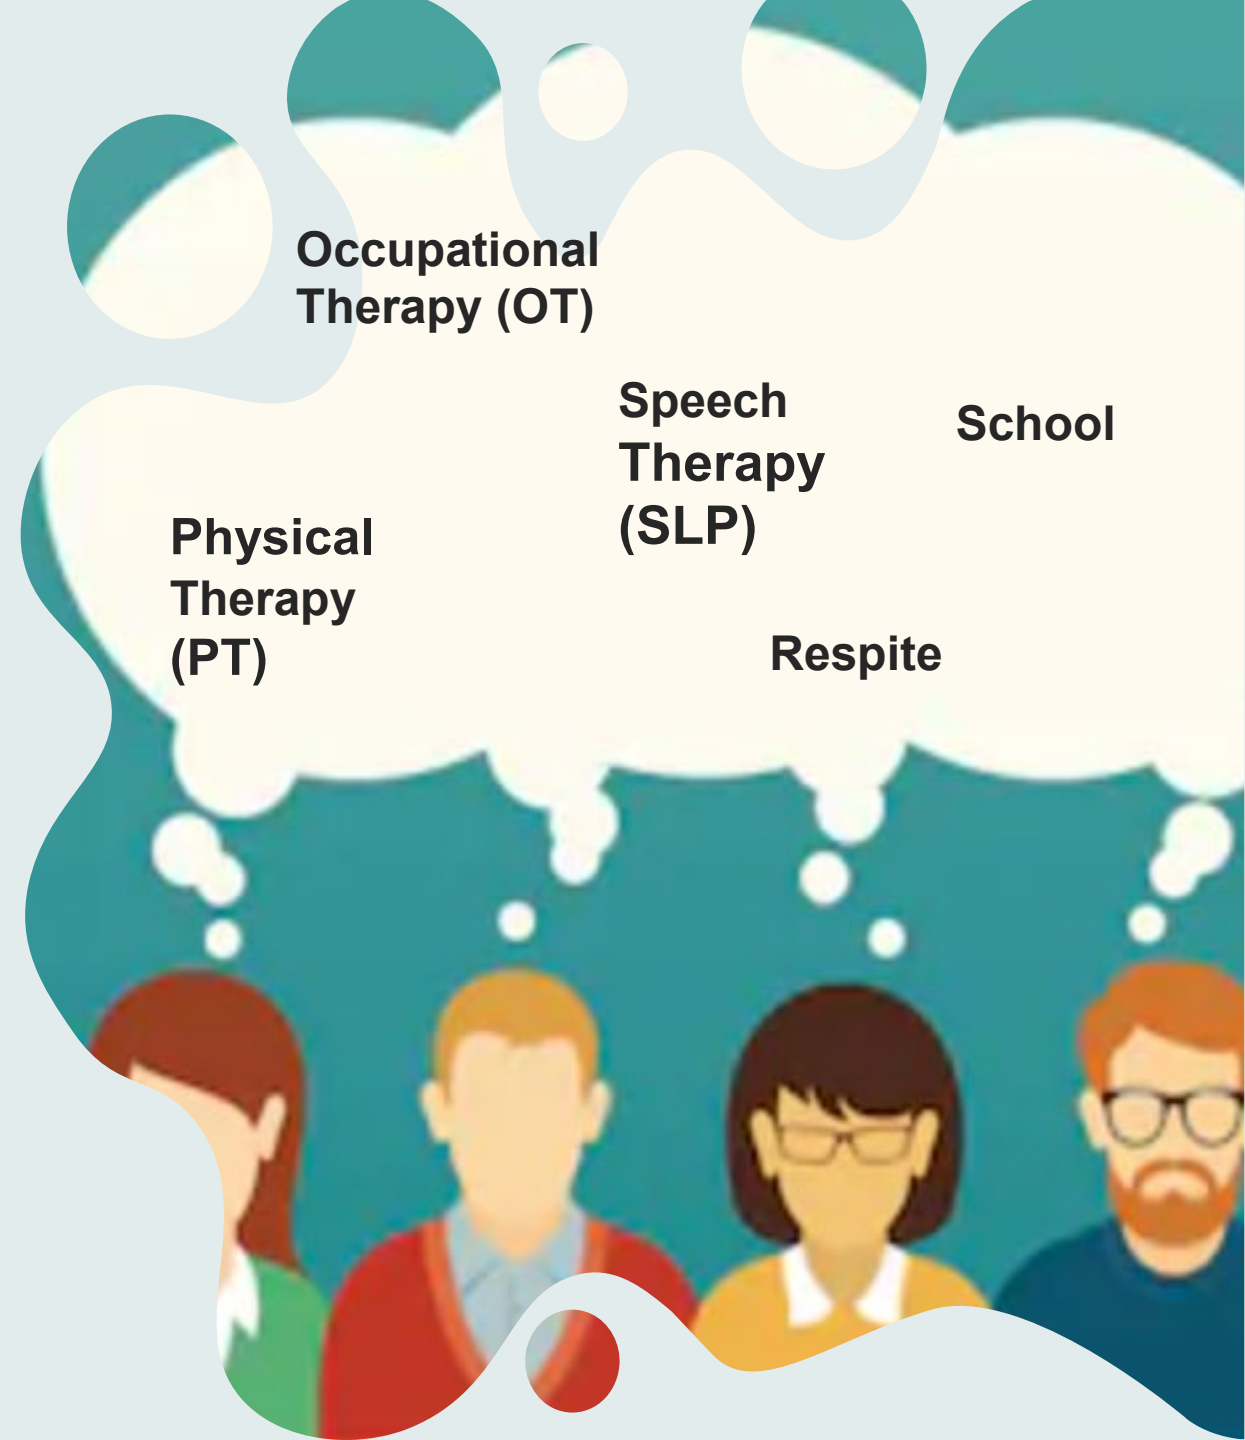 Occupational
Therapy (OT)
Speech
Therapy
(SLP)
School
Physical
Therapy
(PT)
Respite